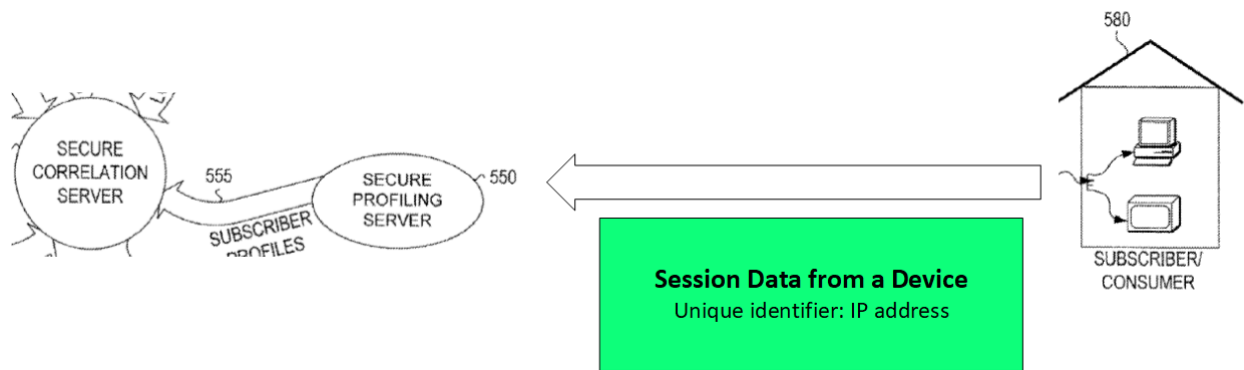 580
SECURE
CORRELATION
SERVER
555
SECURE
PROFILING
SERVER
550
SUBSCRIBER
PROFILES
Session Data from a Device
Unique identifier: IP address
SUBSCRIBER/
CONSUMER